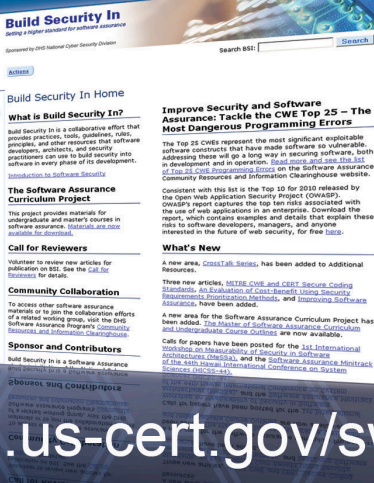 Build Security In
Setting a higher standard for software assurance
Sponsored by DHS National Cyber Security Division
Search BSI:
Search
Actions
Build Security In Home
What is Build Security In?
Build Security In is a collaborative effort that
provides practices, tools, guidelines, rules,
principles, and other resources that software
developers, architects, and security
practitioners can use to build security into
software in every phase of its development.
Introduction to Software Security
The Software Assurance
Curriculum Project
This project provides materials for
undergraduate and master's courses in
software assurance. Materials are now
available for download.
Call for Reviewers
Volunteer to review new articles for
publication on BSI. See the Call for
Reviewers for details.
Community Collaboration
To access other software assurance
materials or to join the collaboration efforts
of a related working group, visit the DHS
Software Assurance Program's Community
Resources and Information Clearinghouse.
Sponsor and Contributors
Build Security In is a Software Assurance
Improve Security and Software
Assurance: Tackle the CWE Top 25 – The
Most Dangerous Programming Errors
The Top 25 CWEs represent the most significant exploitable
software constructs that have made software so vulnerable.
Addressing these will go a long way in securing software, both
in development and in operation. Read more and see the list
of Top 25 CWE Programming Errors on the Software Assurance
Community Resources and Information Clearinghouse website.
Consistent with this list is the Top 10 for 2010 released by
the Open Web Application Security Project (OWASP).
OWASP's report captures the top ten risks associated with
the use of web applications in an enterprise. Download the
report, which contains examples and details that explain these
risks to software developers, managers, and anyone
interested in the future of web security, for free here.
What's New
A new area, CrossTalk Series, has been added to Additional
Resources.
Three new articles, MITRE CWE and CERT Secure Coding
Standards, An Evaluation of Cost-Benefit Using Security
Requirements Prioritization Methods, and Improving Software
Assurance, have been added.
A new area for the Software Assurance Curriculum Project has
been added. The Master of Software Assurance Curriculum
and Undergraduate Course Outlines are now available.
Calls for papers have been posted for the 1st International
Workshop on Measurability of Security in Software
Architectures (MeSSa), and the Software Assurance Minitrack
of the 44th Hawaii International Conference on System
Sciences (HICSS-44).
.us-cert.gov/sv